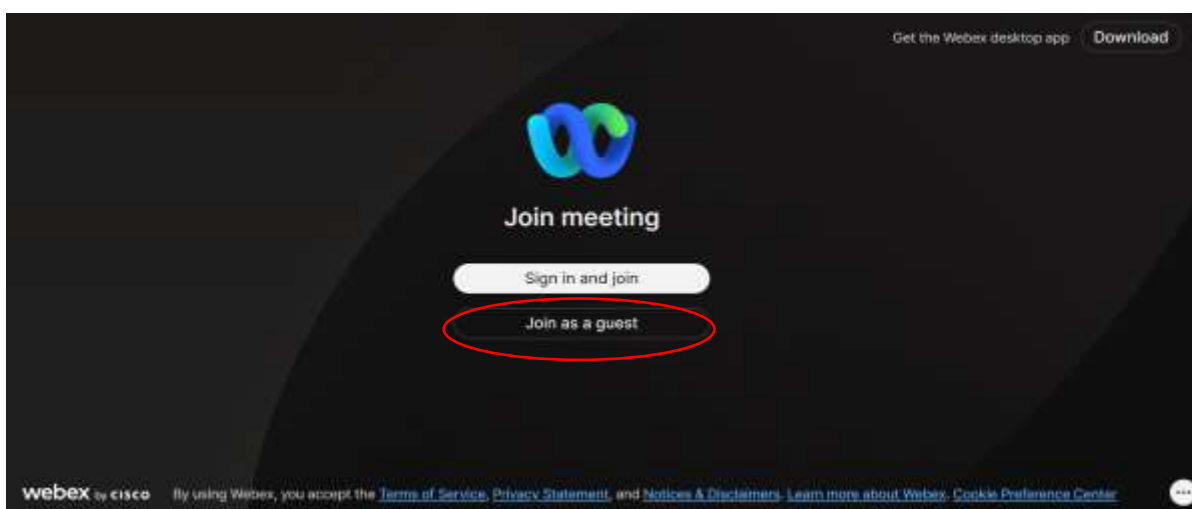 Get the Webex desktop app Download
Join meeting
Sign in and join
Join as a guest
webex by CISCO By using Webex, you accept the Terms of Service, Privacy Statement, and Notices & Disclaimers. Learn more about Webex. Cookie Preference Center